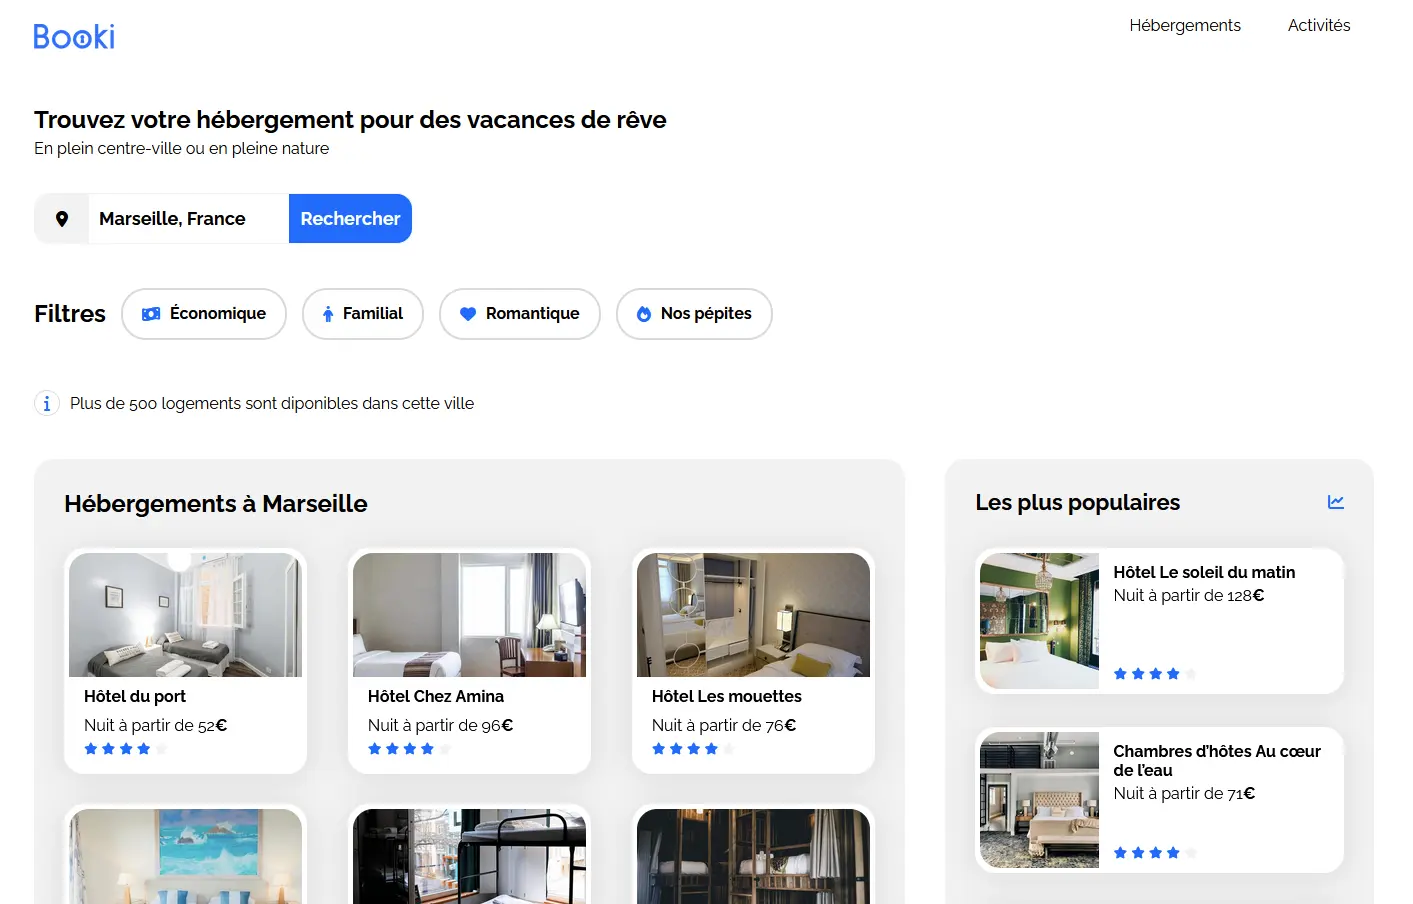 Booki
Hébergements
Activités
Trouvez votre hébergement pour des vacances de rêve
En plein centre-ville ou en pleine nature
Marseille, France
Rechercher
Filtres
Économique
Familial
Romantique
Nos pépites
Plus de 500 logements sont diponibles dans cette ville
Hébergements à Marseille
Hôtel du port
Nuit à partir de 52€
Hôtel Chez Amina
Nuit à partir de 96€
Hôtel Les mouettes
Nuit à partir de 76€
Les plus populaires
Hôtel Le soleil du matin
Nuit à partir de 128€
Chambres d’hôtes Au cœur
de l’eau
Nuit à partir de 71€